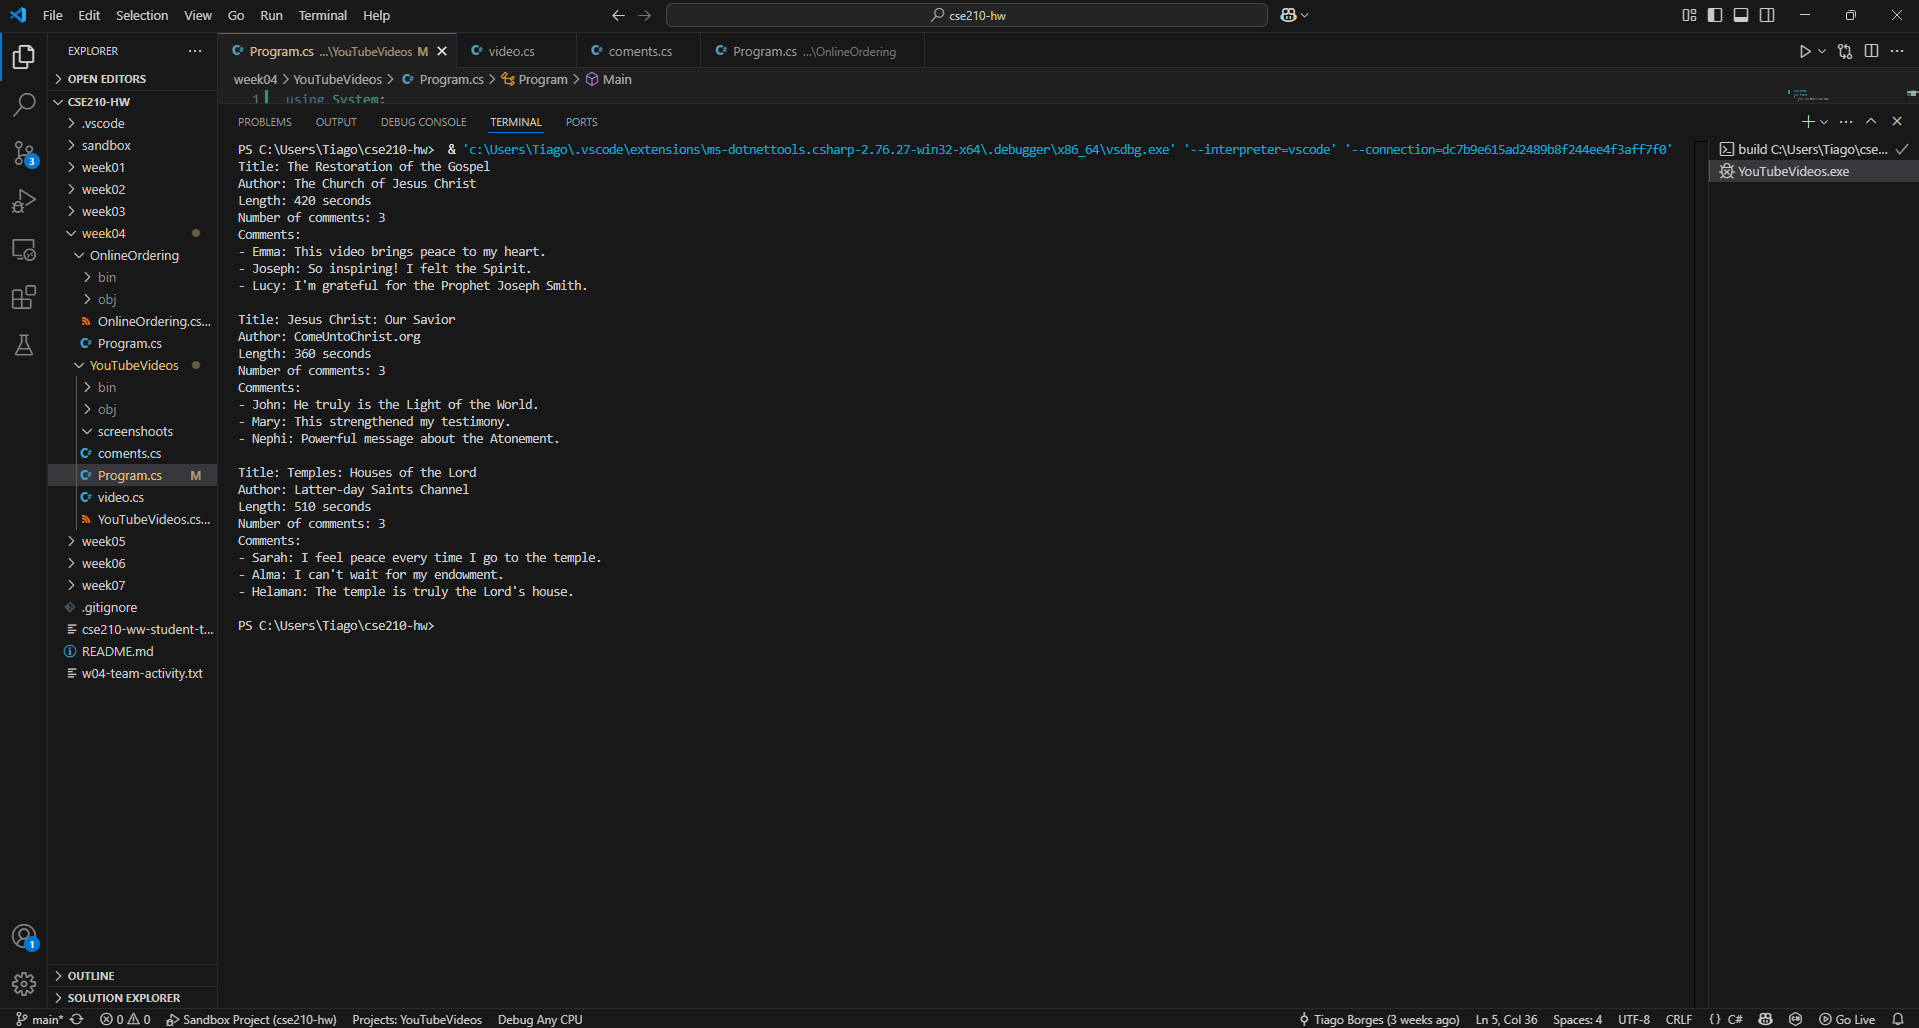 File Edit Selection View Go Run Terminal Help
cse210-hw
EXPLORER
OPEN EDITORS
CSE210-HW
.vscode
sandbox
week01
week02
week03
week04
OnlineOrdering
bin
obj
OnlineOrdering.cs...
Program.cs
YouTubeVideos
bin
obj
screenshoots
coments.cs
Program.cs M
video.cs
YouTubeVideos.cs...
week05
week06
week07
.gitignore
cse210-ww-student-t...
README.md
w04-team-activity.txt
OUTLINE
SOLUTION EXPLORER
Program.cs ...\YouTubeVideos M
video.cs
coments.cs
Program.cs ...\OnlineOrdering
week04 > YouTubeVideos > Program.cs > Program > Main
1 using System;
PROBLEMS OUTPUT DEBUG CONSOLE TERMINAL PORTS
PS C:\Users\Tiago\cse210-hw> & 'c:\Users\Tiago\.vscode\extensions\ms-dotnettools.csharp-2.76.27-win32-x64\.debugger\x86_64\vsdbg.exe' '--interpreter=vscode' '--connection=dc7b9e615ad2489b8f244ee4f3aff7f0'
Title: The Restoration of the Gospel
Author: The Church of Jesus Christ
Length: 420 seconds
Number of comments: 3
Comments:
- Emma: This video brings peace to my heart.
- Joseph: So inspiring! I felt the Spirit.
- Lucy: I'm grateful for the Prophet Joseph Smith.
Title: Jesus Christ: Our Savior
Author: ComeUntoChrist.org
Length: 360 seconds
Number of comments: 3
Comments:
- John: He truly is the Light of the World.
- Mary: This strengthened my testimony.
- Nephi: Powerful message about the Atonement.
Title: Temples: Houses of the Lord
Author: Latter-day Saints Channel
Length: 510 seconds
Number of comments: 3
Comments:
- Sarah: I feel peace every time I go to the temple.
- Alma: I can't wait for my endowment.
- Helaman: The temple is truly the Lord's house.
PS C:\Users\Tiago\cse210-hw>
build C:\Users\Tiago\cse...
YouTubeVideos.exe
3
1
main* 0 0 Sandbox Project (cse210-hw) Projects: YouTubeVideos Debug Any CPU Tiago Borges (3 weeks ago) Ln 5, Col 36 Spaces: 4 UTF-8 CRLF {} C# Go Live